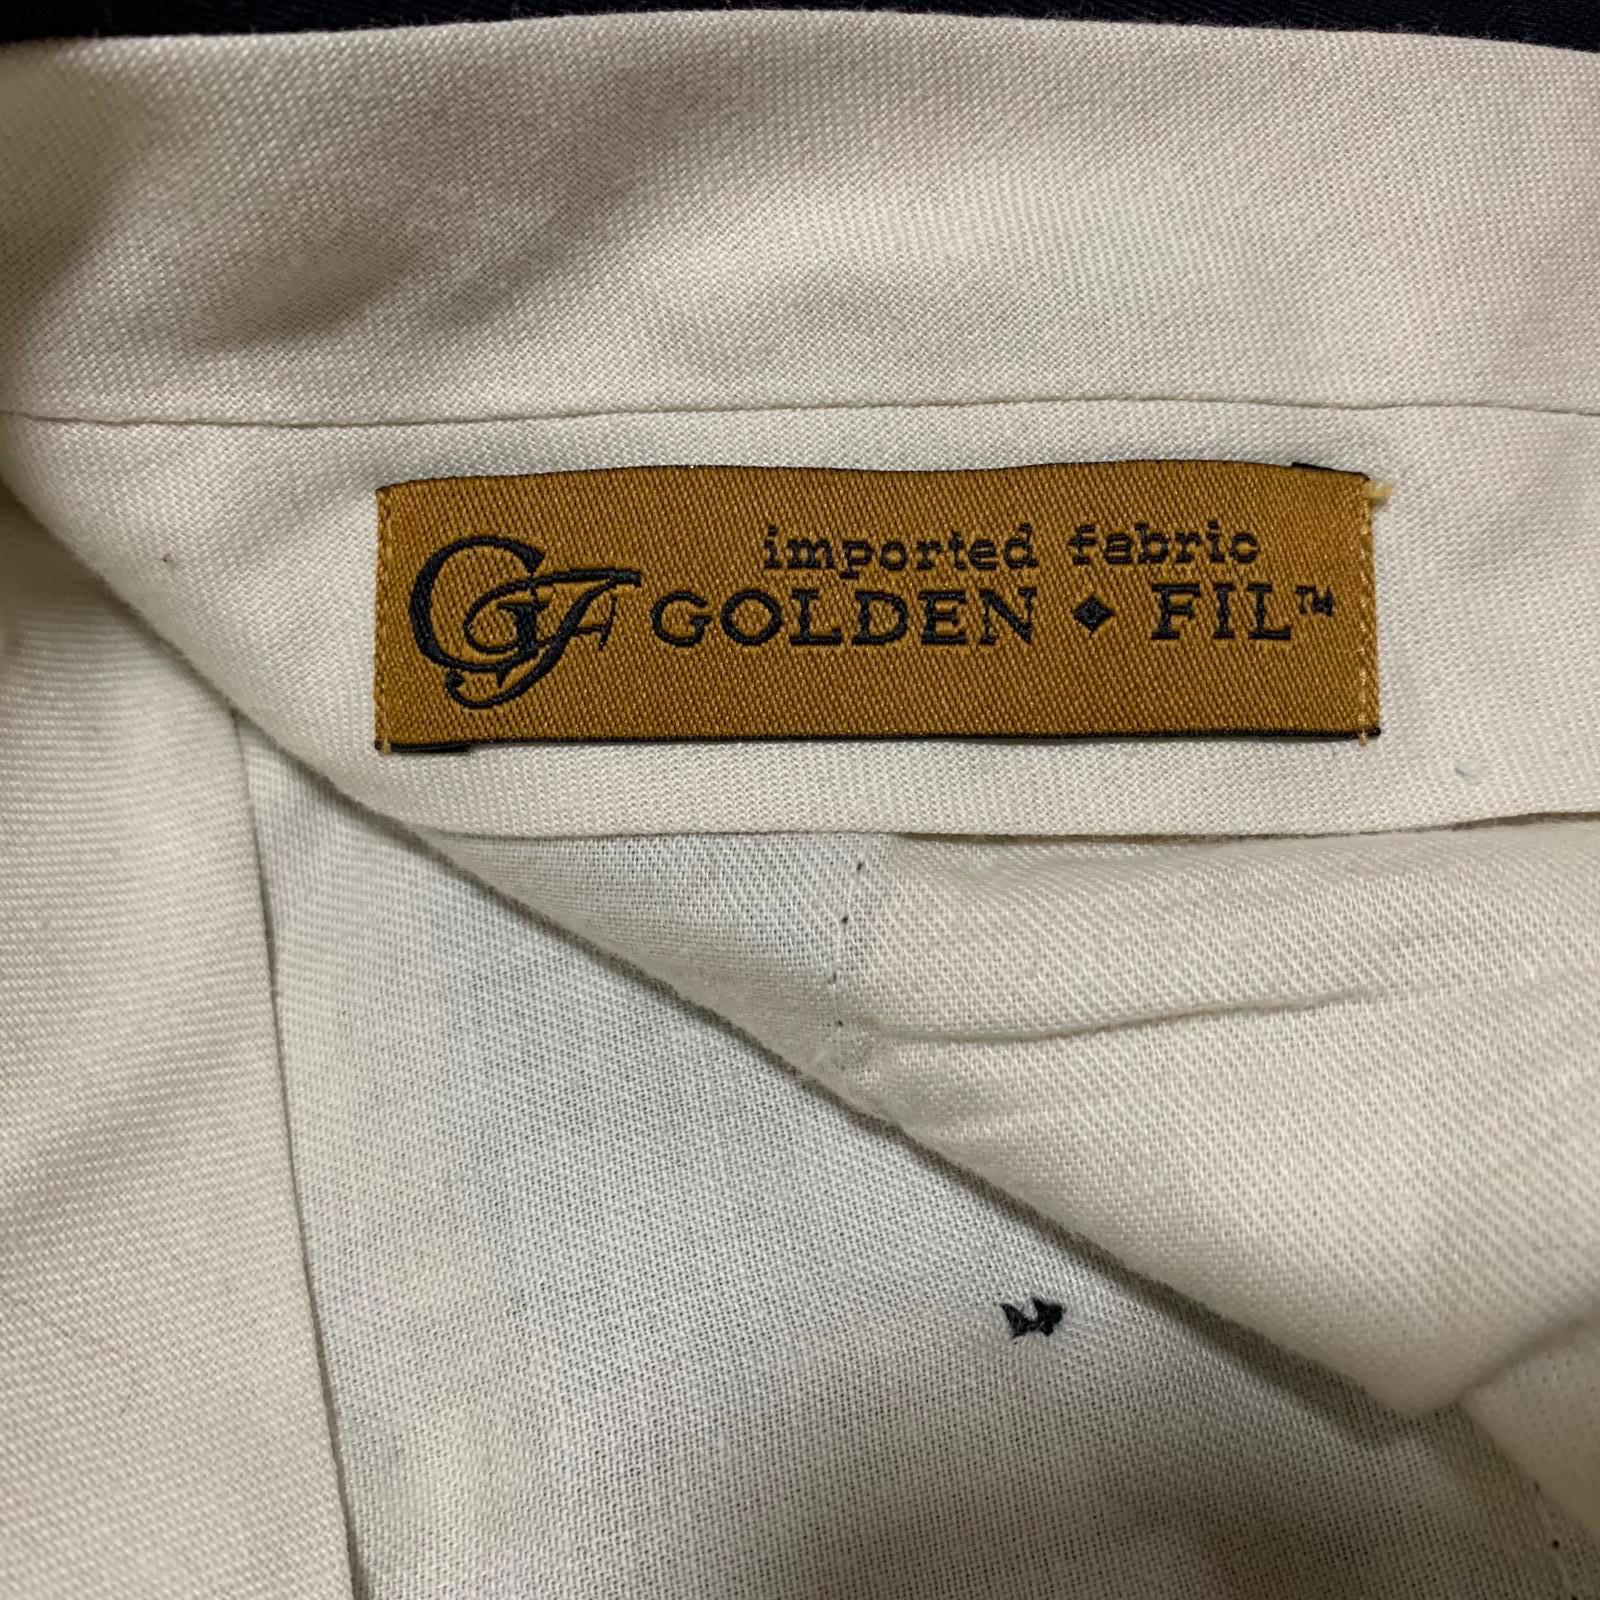 GF
imported fabric
GOLDEN ◆ FIL™